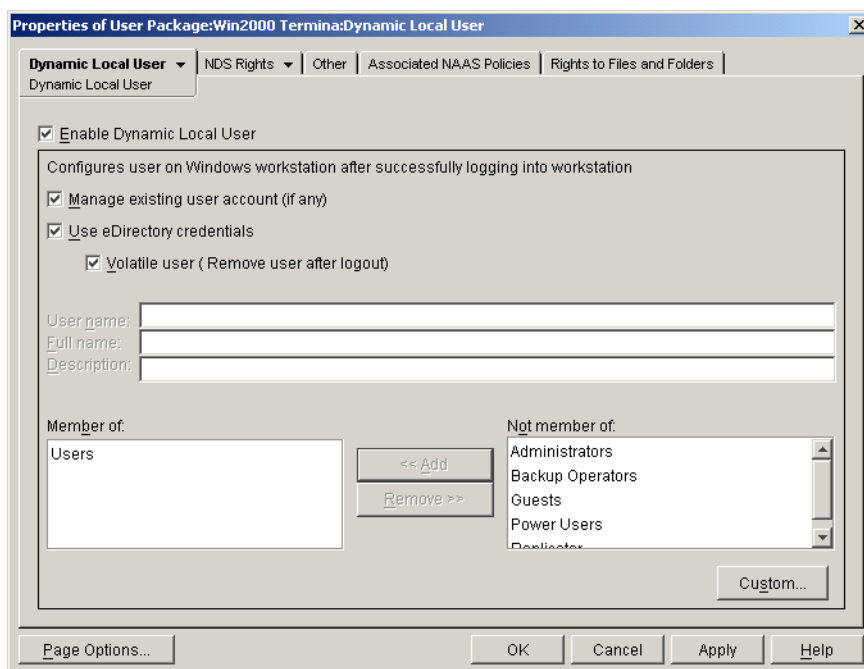 Properties of User Package:Win2000 Termina:Dynamic Local User
Dynamic Local User NDS Rights Other Associated NAAS Policies Rights to Files and Folders
Dynamic Local User
Enable Dynamic Local User
Configures user on Windows workstation after successfully logging into workstation
Manage existing user account (if any)
Use eDirectory credentials
Volatile user ( Remove user after logout)
User name:
Full name:
Description:
Member of:
Users
<< Add
Remove >>
Not member of:
Administrators
Backup Operators
Guests
Power Users
Replicator
Custom...
Page Options...
OK Cancel Apply Help